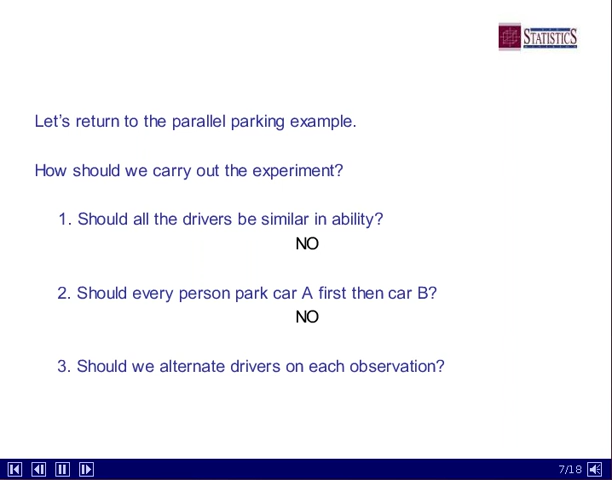 STATISTICS
Let's return to the parallel parking example.
How should we carry out the experiment?
1. Should all the drivers be similar in ability?
NO
2. Should every person park car A first then car B?
NO
3. Should we alternate drivers on each observation?
7/18